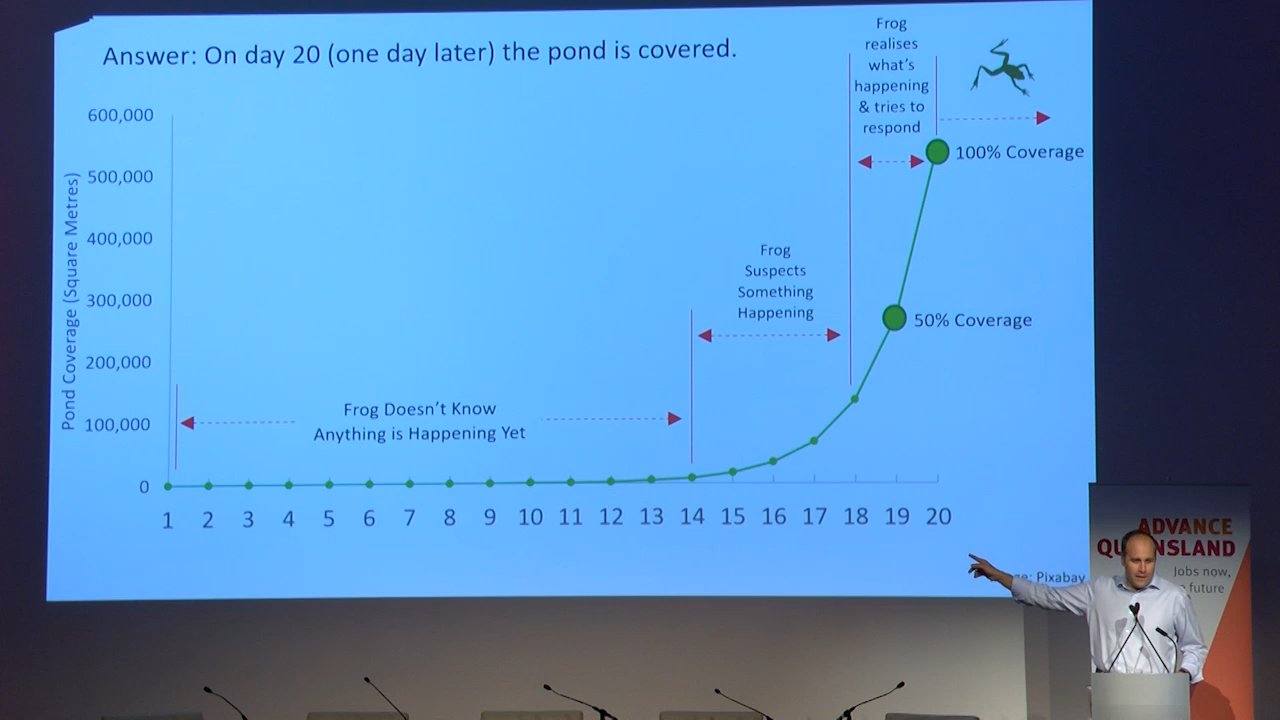 Answer: On day 20 (one day later) the pond is covered.
Frog
realises
what's
happening
& tries to
respond
600,000
500,000
400,000
300,000
200,000
100,000
0
Pond Coverage (Square Metres)
100% Coverage
Frog
Suspects
Something
Happening
50% Coverage
Frog Doesn't Know
Anything is Happening Yet
1 2 3 4 5 6 7 8 9 10 11 12 13 14 15 16 17 18 19 20
Pixabay
ADVANCE
Jobs now,
future